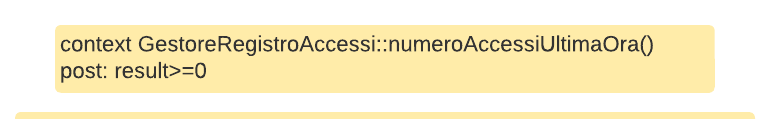 context GestoreRegistroAccessi::numeroAccessiUltimaOra()
post: result>=0